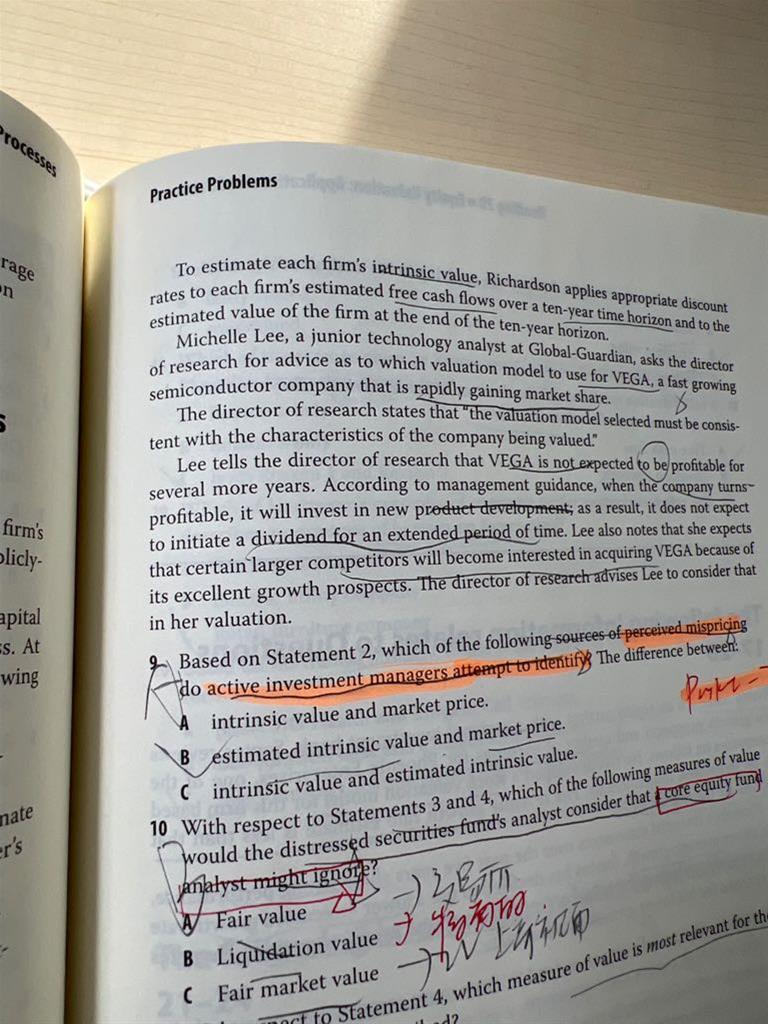 Processes
rage
on
s
firm's
olicly-
apital
s. At
wing
mate
er's
Practice Problems
To estimate each firm's intrinsic value, Richardson applies appropriate discount
rates to each firm's estimated free cash flows over a ten-year time horizon and to the
estimated value of the firm at the end of the ten-year horizon.
Michelle Lee, a junior technology analyst at Global-Guardian, asks the director
of research for advice as to which valuation model to use for VEGA, a fast growing
semiconductor company that is rapidly gaining market share.
The director of research states that "the valuation model selected must be consis-
tent with the characteristics of the company being valued."
Lee tells the director of research that VEGA is not expected to be profitable for
several more years. According to management guidance, when the company turns
profitable, it will invest in new product development; as a result, it does not expect
to initiate a dividend for an extended period of time. Lee also notes that she expects
that certain larger competitors will become interested in acquiring VEGA because of
its excellent growth prospects. The director of research advises Lee to consider that
in her valuation.
9 Based on Statement 2, which of the following sources of perceived mispricing
do active investment managers attempt to identify? The difference between:
A intrinsic value and market price.
B estimated intrinsic value and market price.
C intrinsic value and estimated intrinsic value.
10 With respect to Statements 3 and 4, which of the following measures of value
would the distressed securities fund's analyst consider that a core equity fund
analyst might ignore?
A Fair value
B Liquidation value
C Fair market value
to Statement 4, which measure of value is most relevant for the